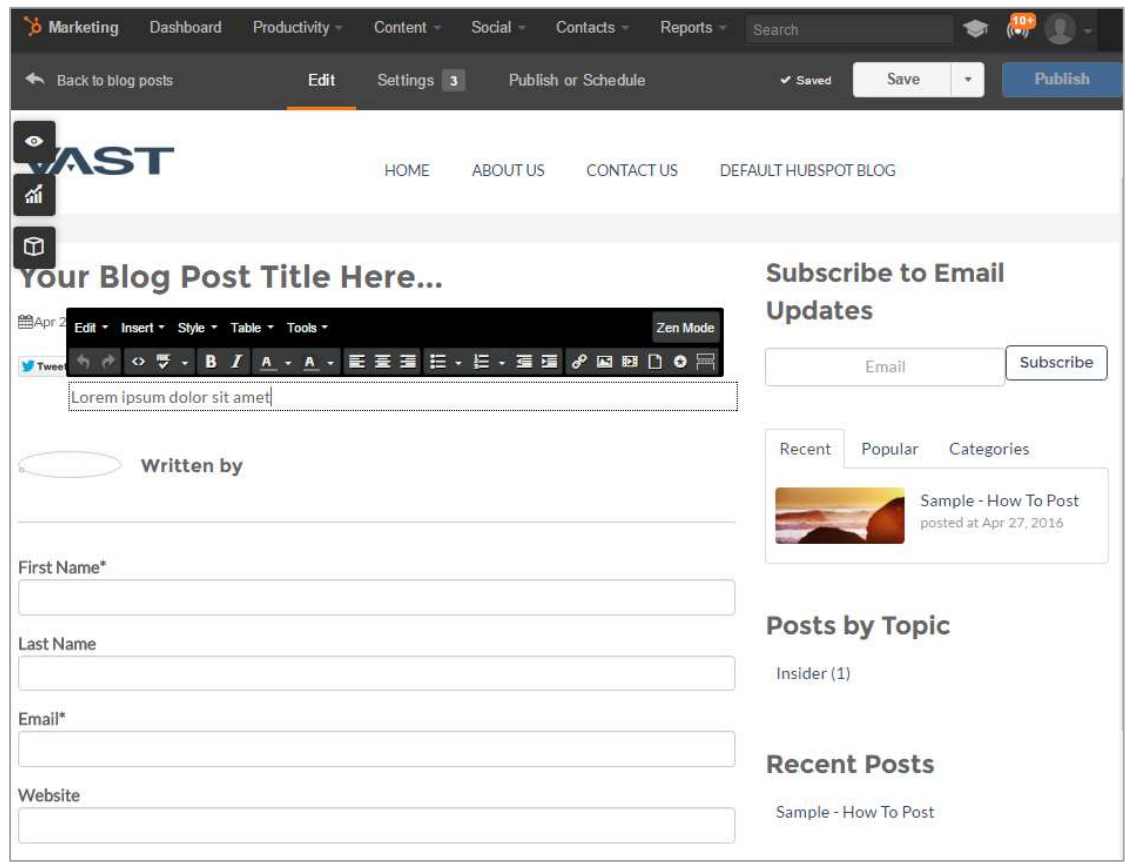 Marketing Dashboard Productivity Content Social Contacts Reports Search 10+
Back to blog posts Edit Settings 3 Publish or Schedule Saved Save Publish
VAST
HOME ABOUT US CONTACT US DEFAULT HUBSPOT BLOG
Your Blog Post Title Here...
Apr 2
Edit Insert Style Table Tools Zen Mode
Tweet
ABC B I A A
Lorem ipsum dolor sit amet
Written by
First Name*
Last Name
Email*
Website
Subscribe to Email
Updates
Email Subscribe
Recent Popular Categories
Sample - How To Post
posted at Apr 27, 2016
Posts by Topic
Insider (1)
Recent Posts
Sample - How To Post